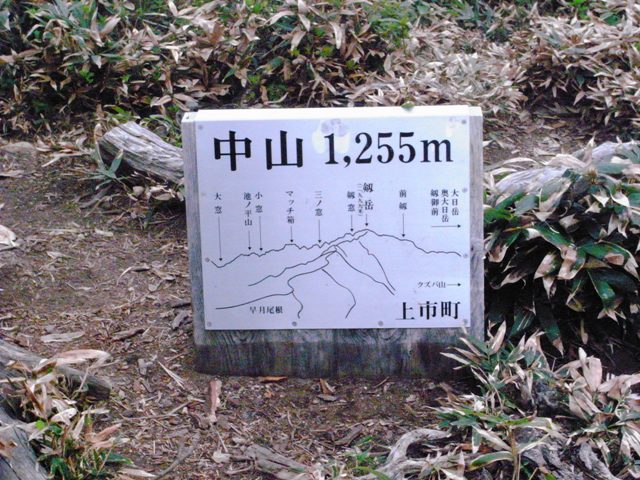 中山 1,255m
大窓
池ノ平山
小窓
マッチ箱
三ノ窓
剱窓
剱岳
前剱
剱御前
奥大日岳
大日岳
クズバ山
早月尾根
上市町